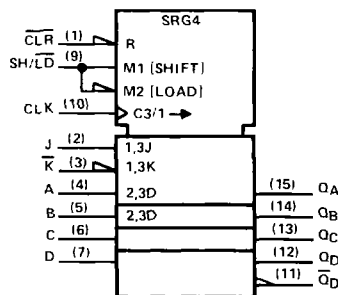 SRG4
CLR (1) R
SH/LD (9) M1 [SHIFT]
M2 [LOAD]
CLK (10) C3/1
J (2) 1,3J
K (3) 1,3K
A (4) 2,3D (15) QA
B (5) 2,3D (14) QB
C (6) (13) QC
D (7) (12) QD
(11) QD